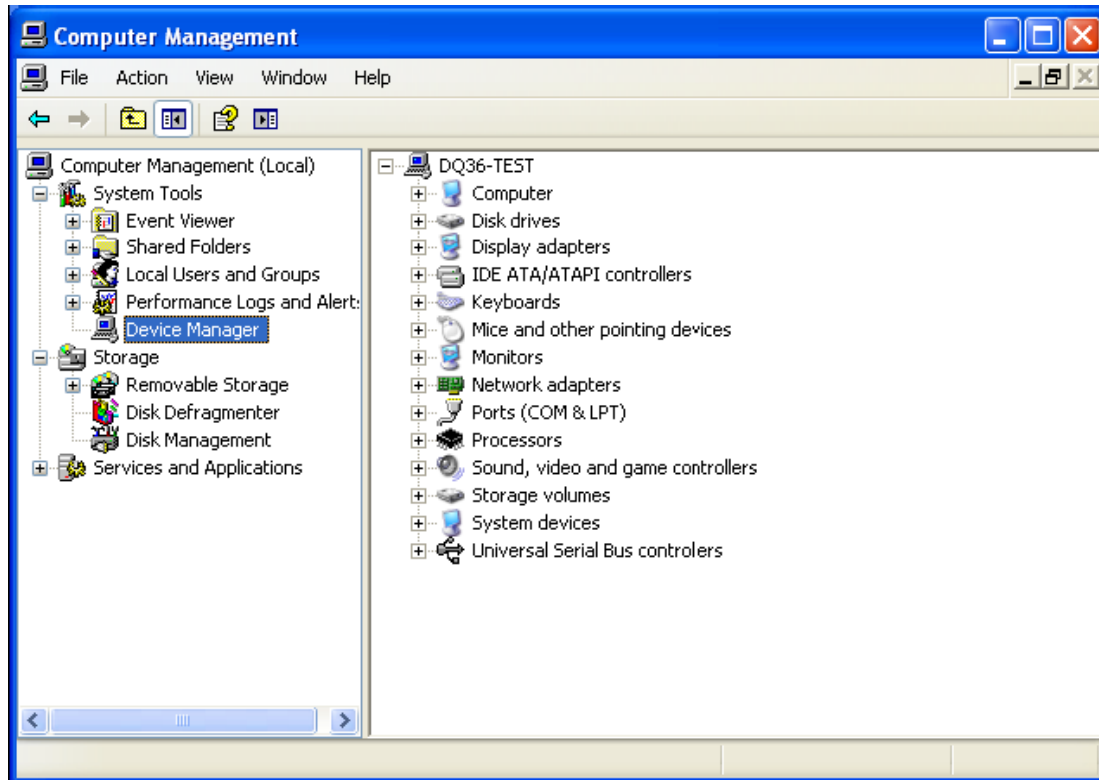 Computer Management
File Action View Window Help
Computer Management (Local)
System Tools
Event Viewer
Shared Folders
Local Users and Groups
Performance Logs and Alert
Device Manager
Storage
Removable Storage
Disk Defragmenter
Disk Management
Services and Applications
DQ36-TEST
Computer
Disk drives
Display adapters
IDE ATA/ATAPI controllers
Keyboards
Mice and other pointing devices
Monitors
Network adapters
Ports (COM & LPT)
Processors
Sound, video and game controllers
Storage volumes
System devices
Universal Serial Bus controlers